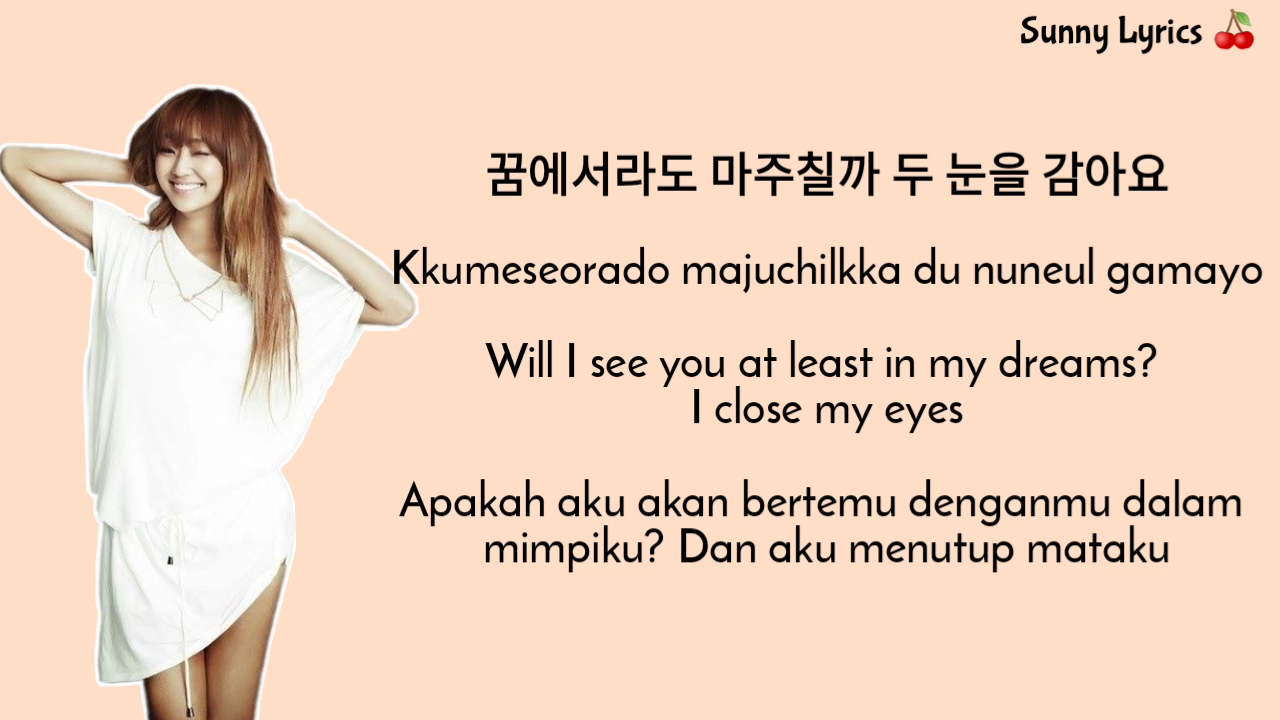 Sunny Lyrics 🍒
꿈에서라도 마주칠까 두 눈을 감아요
Kkumeseorado majuchilkka du nuneul gamayo
Will I see you at least in my dreams?
I close my eyes
Apakah aku akan bertemu denganmu dalam
mimpiku? Dan aku menutup mataku